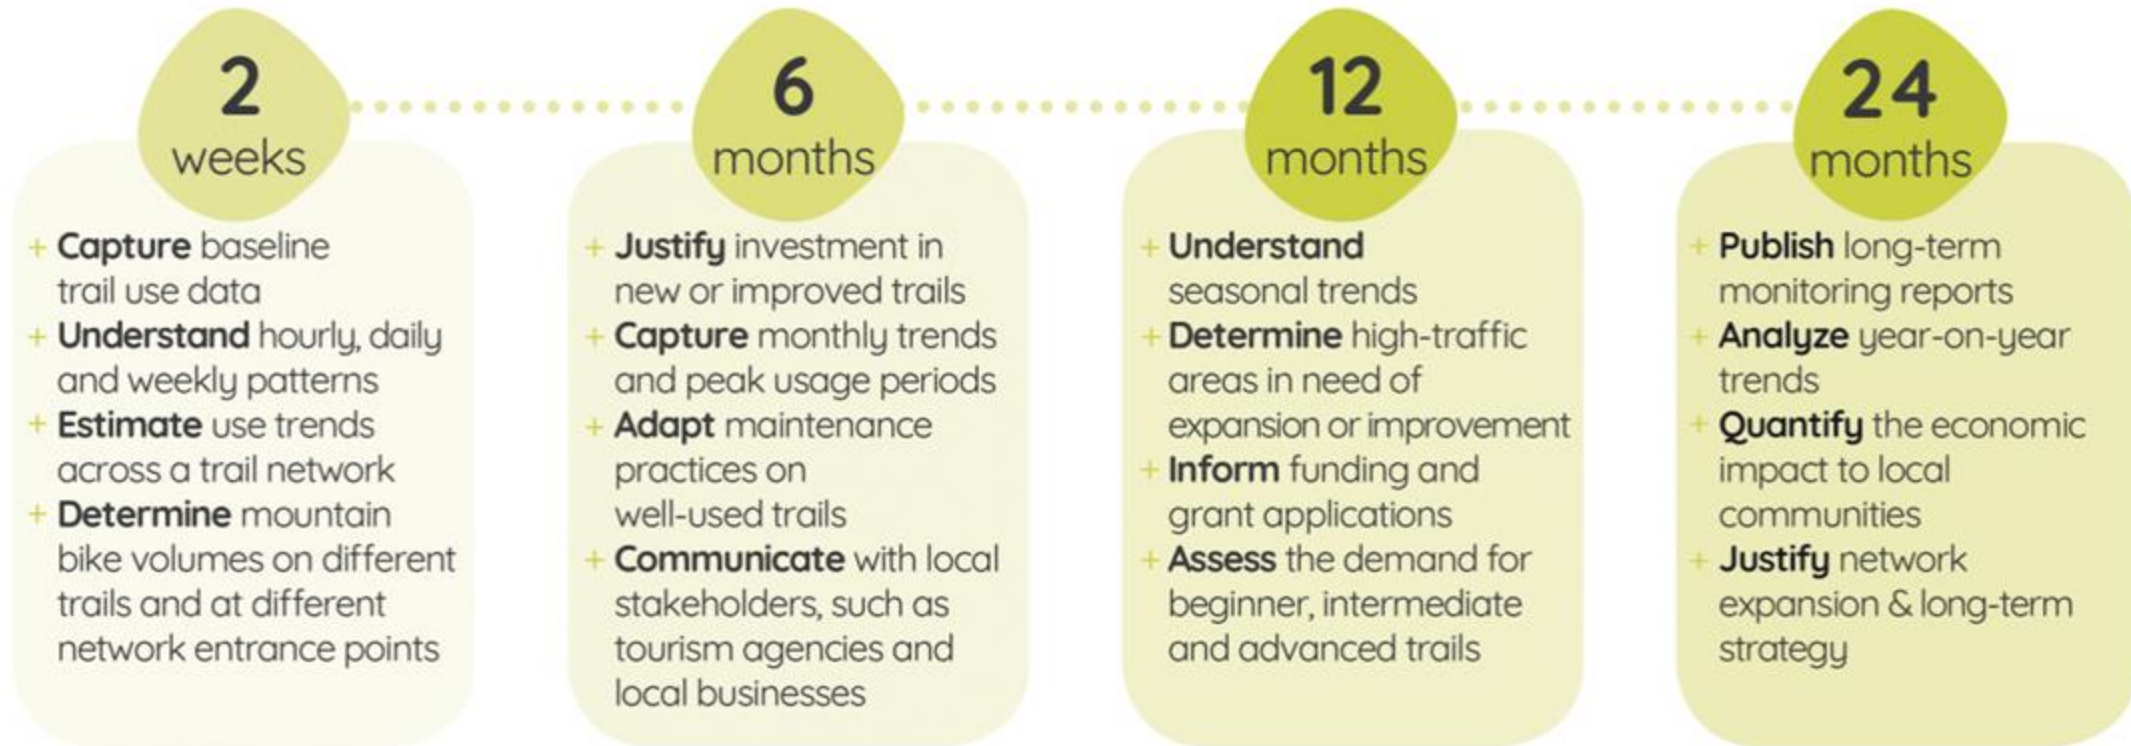 2
weeks
+ Capture baseline
trail use data
+ Understand hourly, daily
and weekly patterns
+ Estimate use trends
across a trail network
+ Determine mountain
bike volumes on different
trails and at different
network entrance points
6
months
+ Justify investment in
new or improved trails
+ Capture monthly trends
and peak usage periods
+ Adapt maintenance
practices on
well-used trails
+ Communicate with local
stakeholders, such as
tourism agencies and
local businesses
12
months
+ Understand
seasonal trends
+ Determine high-traffic
areas in need of
expansion or improvement
+ Inform funding and
grant applications
+ Assess the demand for
beginner, intermediate
and advanced trails
24
months
+ Publish long-term
monitoring reports
+ Analyze year-on-year
trends
+ Quantify the economic
impact to local
communities
+ Justify network
expansion & long-term
strategy